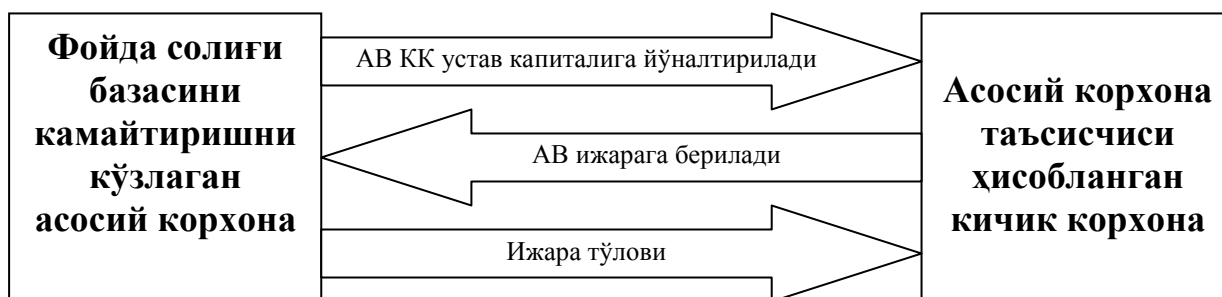 Фойда солиғи
базасини
камайтиришни
кўзлаган
асосий корхона
АВ КК устав капиталига йўналтирилади
АВ ижарага берилади
Ижара тўлови
Асосий корхона
таъсисчиси
ҳисобланган
кичик корхона